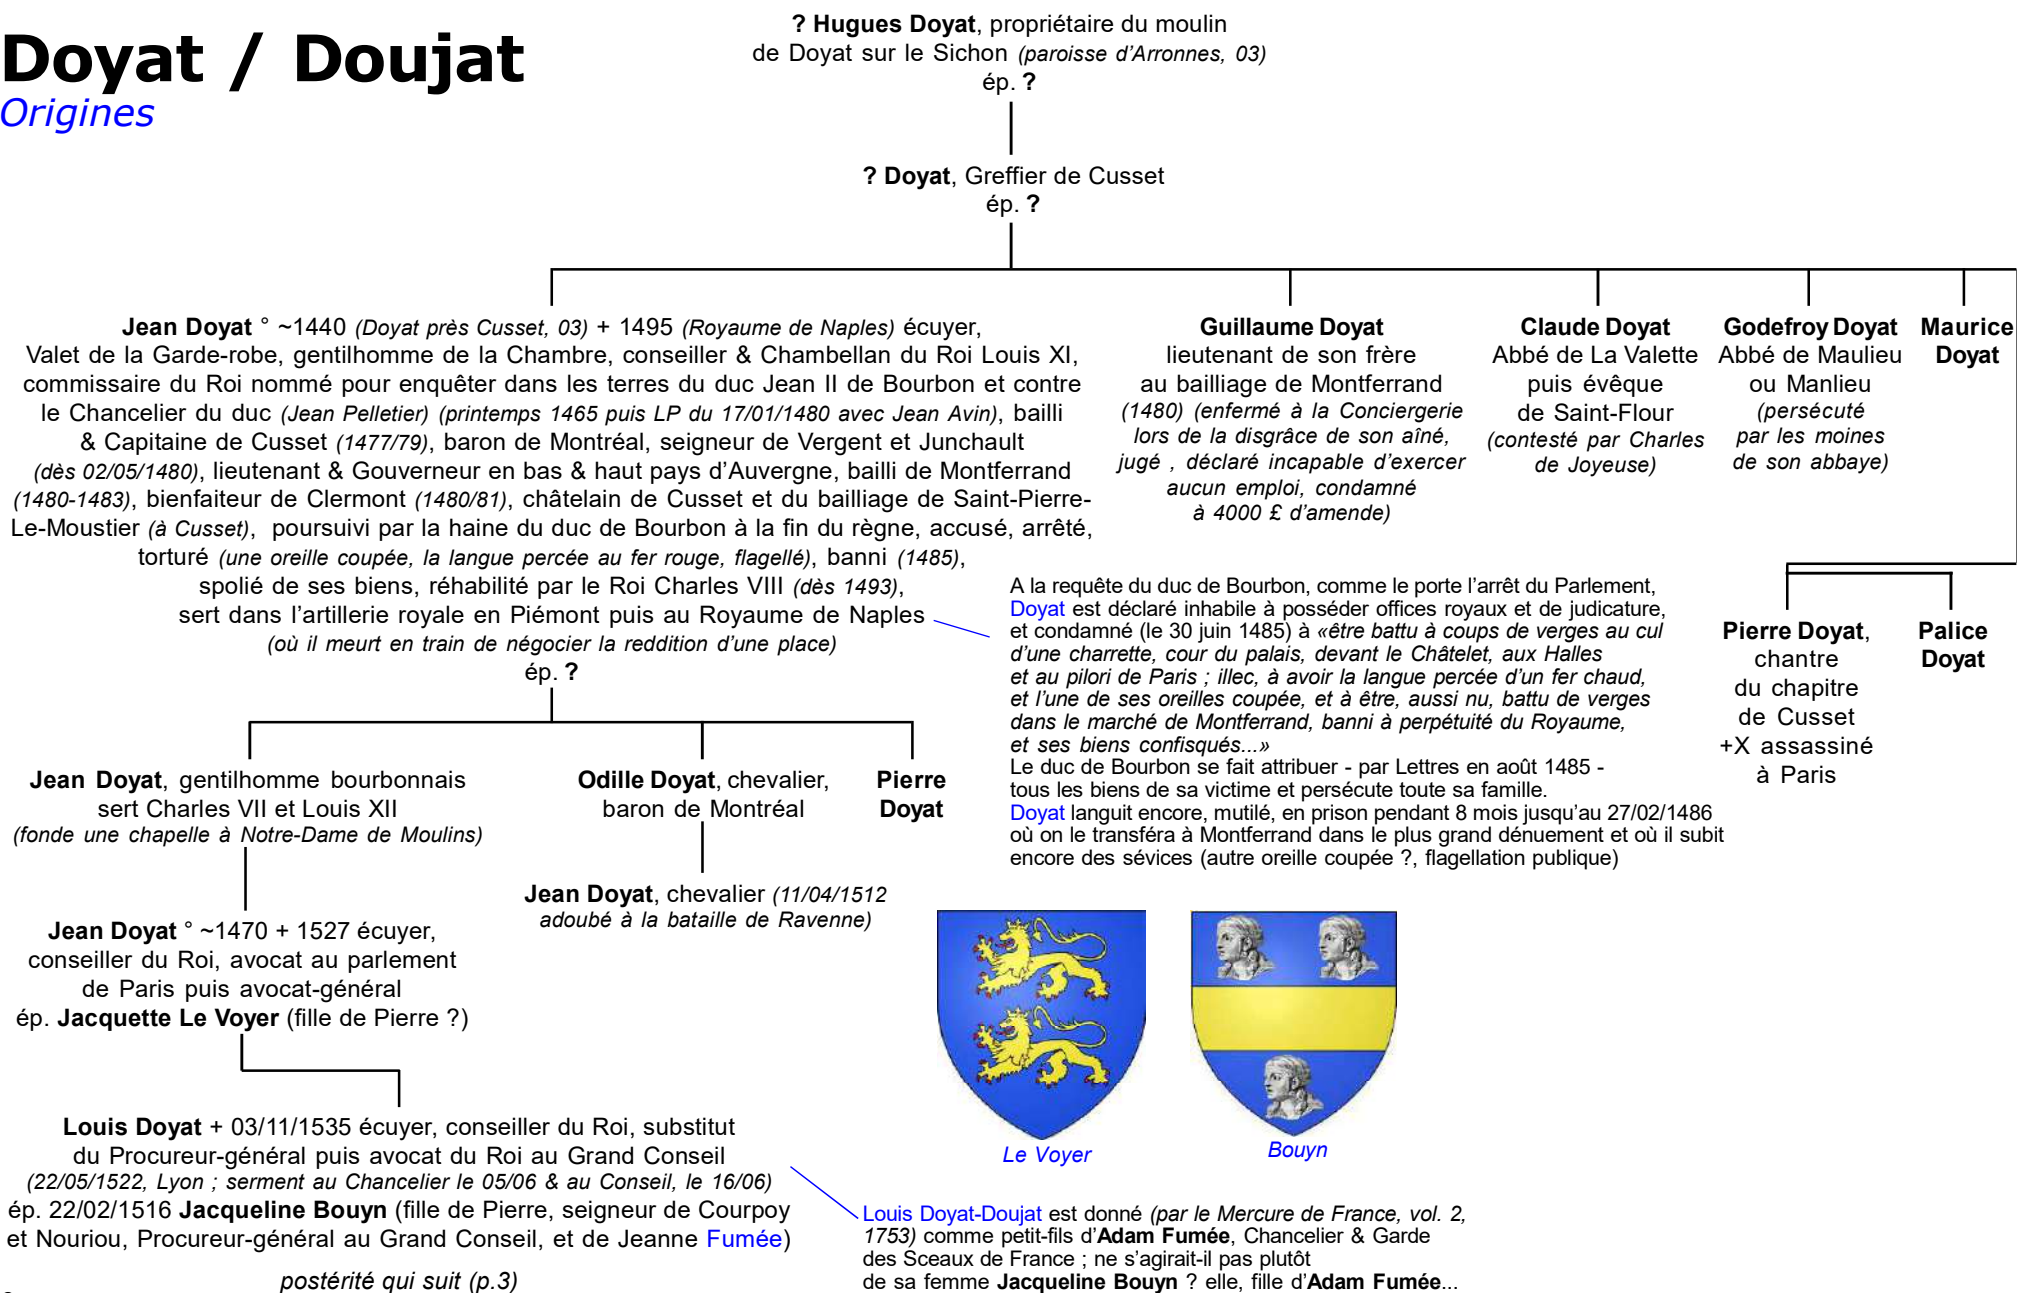 Doyat / Doujat
Origines
? Hugues Doyat, propriétaire du moulin
de Doyat sur le Sichon (paroisse d'Arronnes, 03)
ép. ?
? Doyat, Greffier de Cusset
ép. ?
Jean Doyat ° ~1440 (Doyat près Cusset, 03) + 1495 (Royaume de Naples) écuyer,
Valet de la Garde-robe, gentilhomme de la Chambre, conseiller & Chambellan du Roi Louis XI,
commissaire du Roi nommé pour enquêter dans les terres du duc Jean II de Bourbon et contre
le Chancelier du duc (Jean Pelletier) (printemps 1465 puis LP du 17/01/1480 avec Jean Avin), bailli
& Capitaine de Cusset (1477/79), baron de Montréal, seigneur de Vergent et Junchault
(dès 02/05/1480), lieutenant & Gouverneur en bas & haut pays d'Auvergne, bailli de Montferrand
(1480-1483), bienfaiteur de Clermont (1480/81), châtelain de Cusset et du bailliage de Saint-Pierre-
Le-Moustier (à Cusset), poursuivi par la haine du duc de Bourbon à la fin du règne, accusé, arrêté,
torturé (une oreille coupée, la langue percée au fer rouge, flagellé), banni (1485),
spolié de ses biens, réhabilité par le Roi Charles VIII (dès 1493),
sert dans l'artillerie royale en Piémont puis au Royaume de Naples
(où il meurt en train de négocier la reddition d'une place)
ép. ?
Guillaume Doyat
lieutenant de son frère
au bailliage de Montferrand
(1480) (enfermé à la Conciergerie
lors de la disgrâce de son aîné,
jugé , déclaré incapable d'exercer
aucun emploi, condamné
à 4000 £ d'amende)
Claude Doyat
Abbé de La Valette
puis évêque
de Saint-Flour
(contesté par Charles
de Joyeuse)
Godefroy Doyat
Abbé de Maulieu
ou Manlieu
(persécuté
par les moines
de son abbaye)
Maurice
Doyat
Pierre Doyat,
chantre
du chapitre
de Cusset
+X assassiné
à Paris
Palice
Doyat
A la requête du duc de Bourbon, comme le porte l'arrêt du Parlement,
Doyat est déclaré inhabile à posséder offices royaux et de judicature,
et condamné (le 30 juin 1485) à «être battu à coups de verges au cul
d'une charrette, cour du palais, devant le Châtelet, aux Halles
et au pilori de Paris ; illec, à avoir la langue percée d'un fer chaud,
et l'une de ses oreilles coupée, et à être, aussi nu, battu de verges
dans le marché de Montferrand, banni à perpétuité du Royaume,
et ses biens confisqués...»
Le duc de Bourbon se fait attribuer - par Lettres en août 1485 -
tous les biens de sa victime et persécute toute sa famille.
Doyat languit encore, mutilé, en prison pendant 8 mois jusqu'au 27/02/1486
où on le transféra à Montferrand dans le plus grand dénuement et où il subit
encore des sévices (autre oreille coupée ?, flagellation publique)
Jean Doyat, gentilhomme bourbonnais
sert Charles VII et Louis XII
(fonde une chapelle à Notre-Dame de Moulins)
Odille Doyat, chevalier,
baron de Montréal
Pierre
Doyat
Jean Doyat, chevalier (11/04/1512
adoubé à la bataille de Ravenne)
Jean Doyat ° ~1470 + 1527 écuyer,
conseiller du Roi, avocat au parlement
de Paris puis avocat-général
ép. Jacquette Le Voyer (fille de Pierre ?)
Le Voyer
Bouyn
Louis Doyat + 03/11/1535 écuyer, conseiller du Roi, substitut
du Procureur-général puis avocat du Roi au Grand Conseil
(22/05/1522, Lyon ; serment au Chancelier le 05/06 & au Conseil, le 16/06)
ép. 22/02/1516 Jacqueline Bouyn (fille de Pierre, seigneur de Courpoy
et Nouriou, Procureur-général au Grand Conseil, et de Jeanne Fumée)
postérité qui suit (p.3)
Louis Doyat-Doujat est donné (par le Mercure de France, vol. 2,
1753) comme petit-fils d'Adam Fumée, Chancelier & Garde
des Sceaux de France ; ne s'agirait-il pas plutôt
de sa femme Jacqueline Bouyn ? elle, fille d'Adam Fumée...